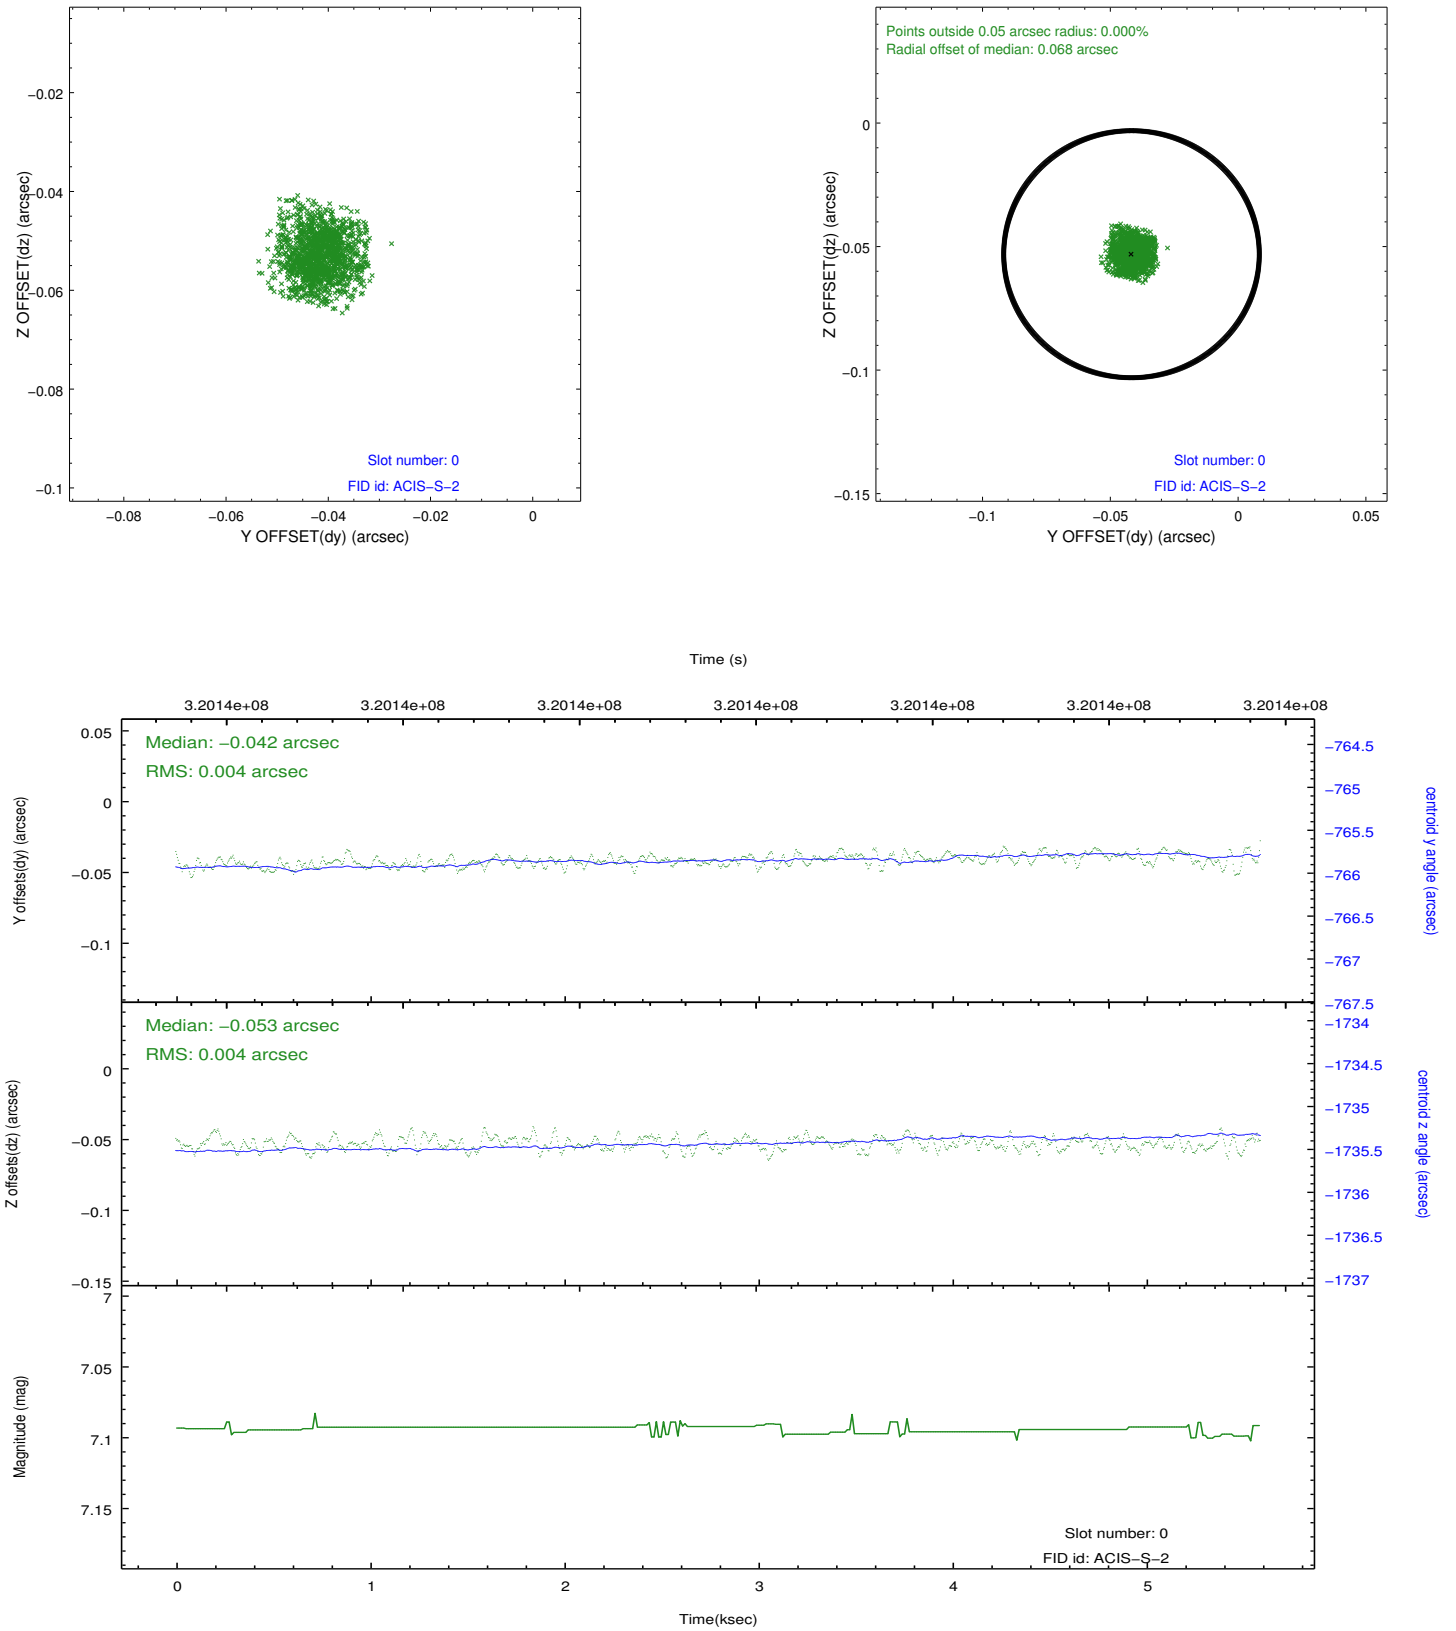 Z OFFSET(dz) (arcsec)
−0.02
−0.04
−0.06
−0.08
−0.1
Slot number: 0
FID id: ACIS−S−2
−0.08
−0.06
−0.04
−0.02
0
Y OFFSET(dy) (arcsec)
Points outside 0.05 arcsec radius: 0.000%
Radial offset of median: 0.068 arcsec
Z OFFSET(dz) (arcsec)
0
−0.05
−0.1
−0.15
Slot number: 0
FID id: ACIS−S−2
−0.1
−0.05
0
0.05
Y OFFSET(dy) (arcsec)
Time (s)
3.2014e+08
3.2014e+08
3.2014e+08
3.2014e+08
3.2014e+08
3.2014e+08
3.2014e+08
Y offsets(dy) (arcsec)
0.05
0
−0.05
−0.1
Median: −0.042 arcsec
RMS: 0.004 arcsec
−764.5
−765
−765.5
−766
−766.5
−767
−767.5
centroid y angle (arcsec)
Z offsets(dz) (arcsec)
0
−0.05
−0.1
−0.15
Median: −0.053 arcsec
RMS: 0.004 arcsec
−1734
−1734.5
−1735
−1735.5
−1736
−1736.5
−1737
centroid z angle (arcsec)
Magnitude (mag)
7
7.05
7.1
7.15
Slot number: 0
FID id: ACIS−S−2
0
1
2
3
4
5
Time(ksec)